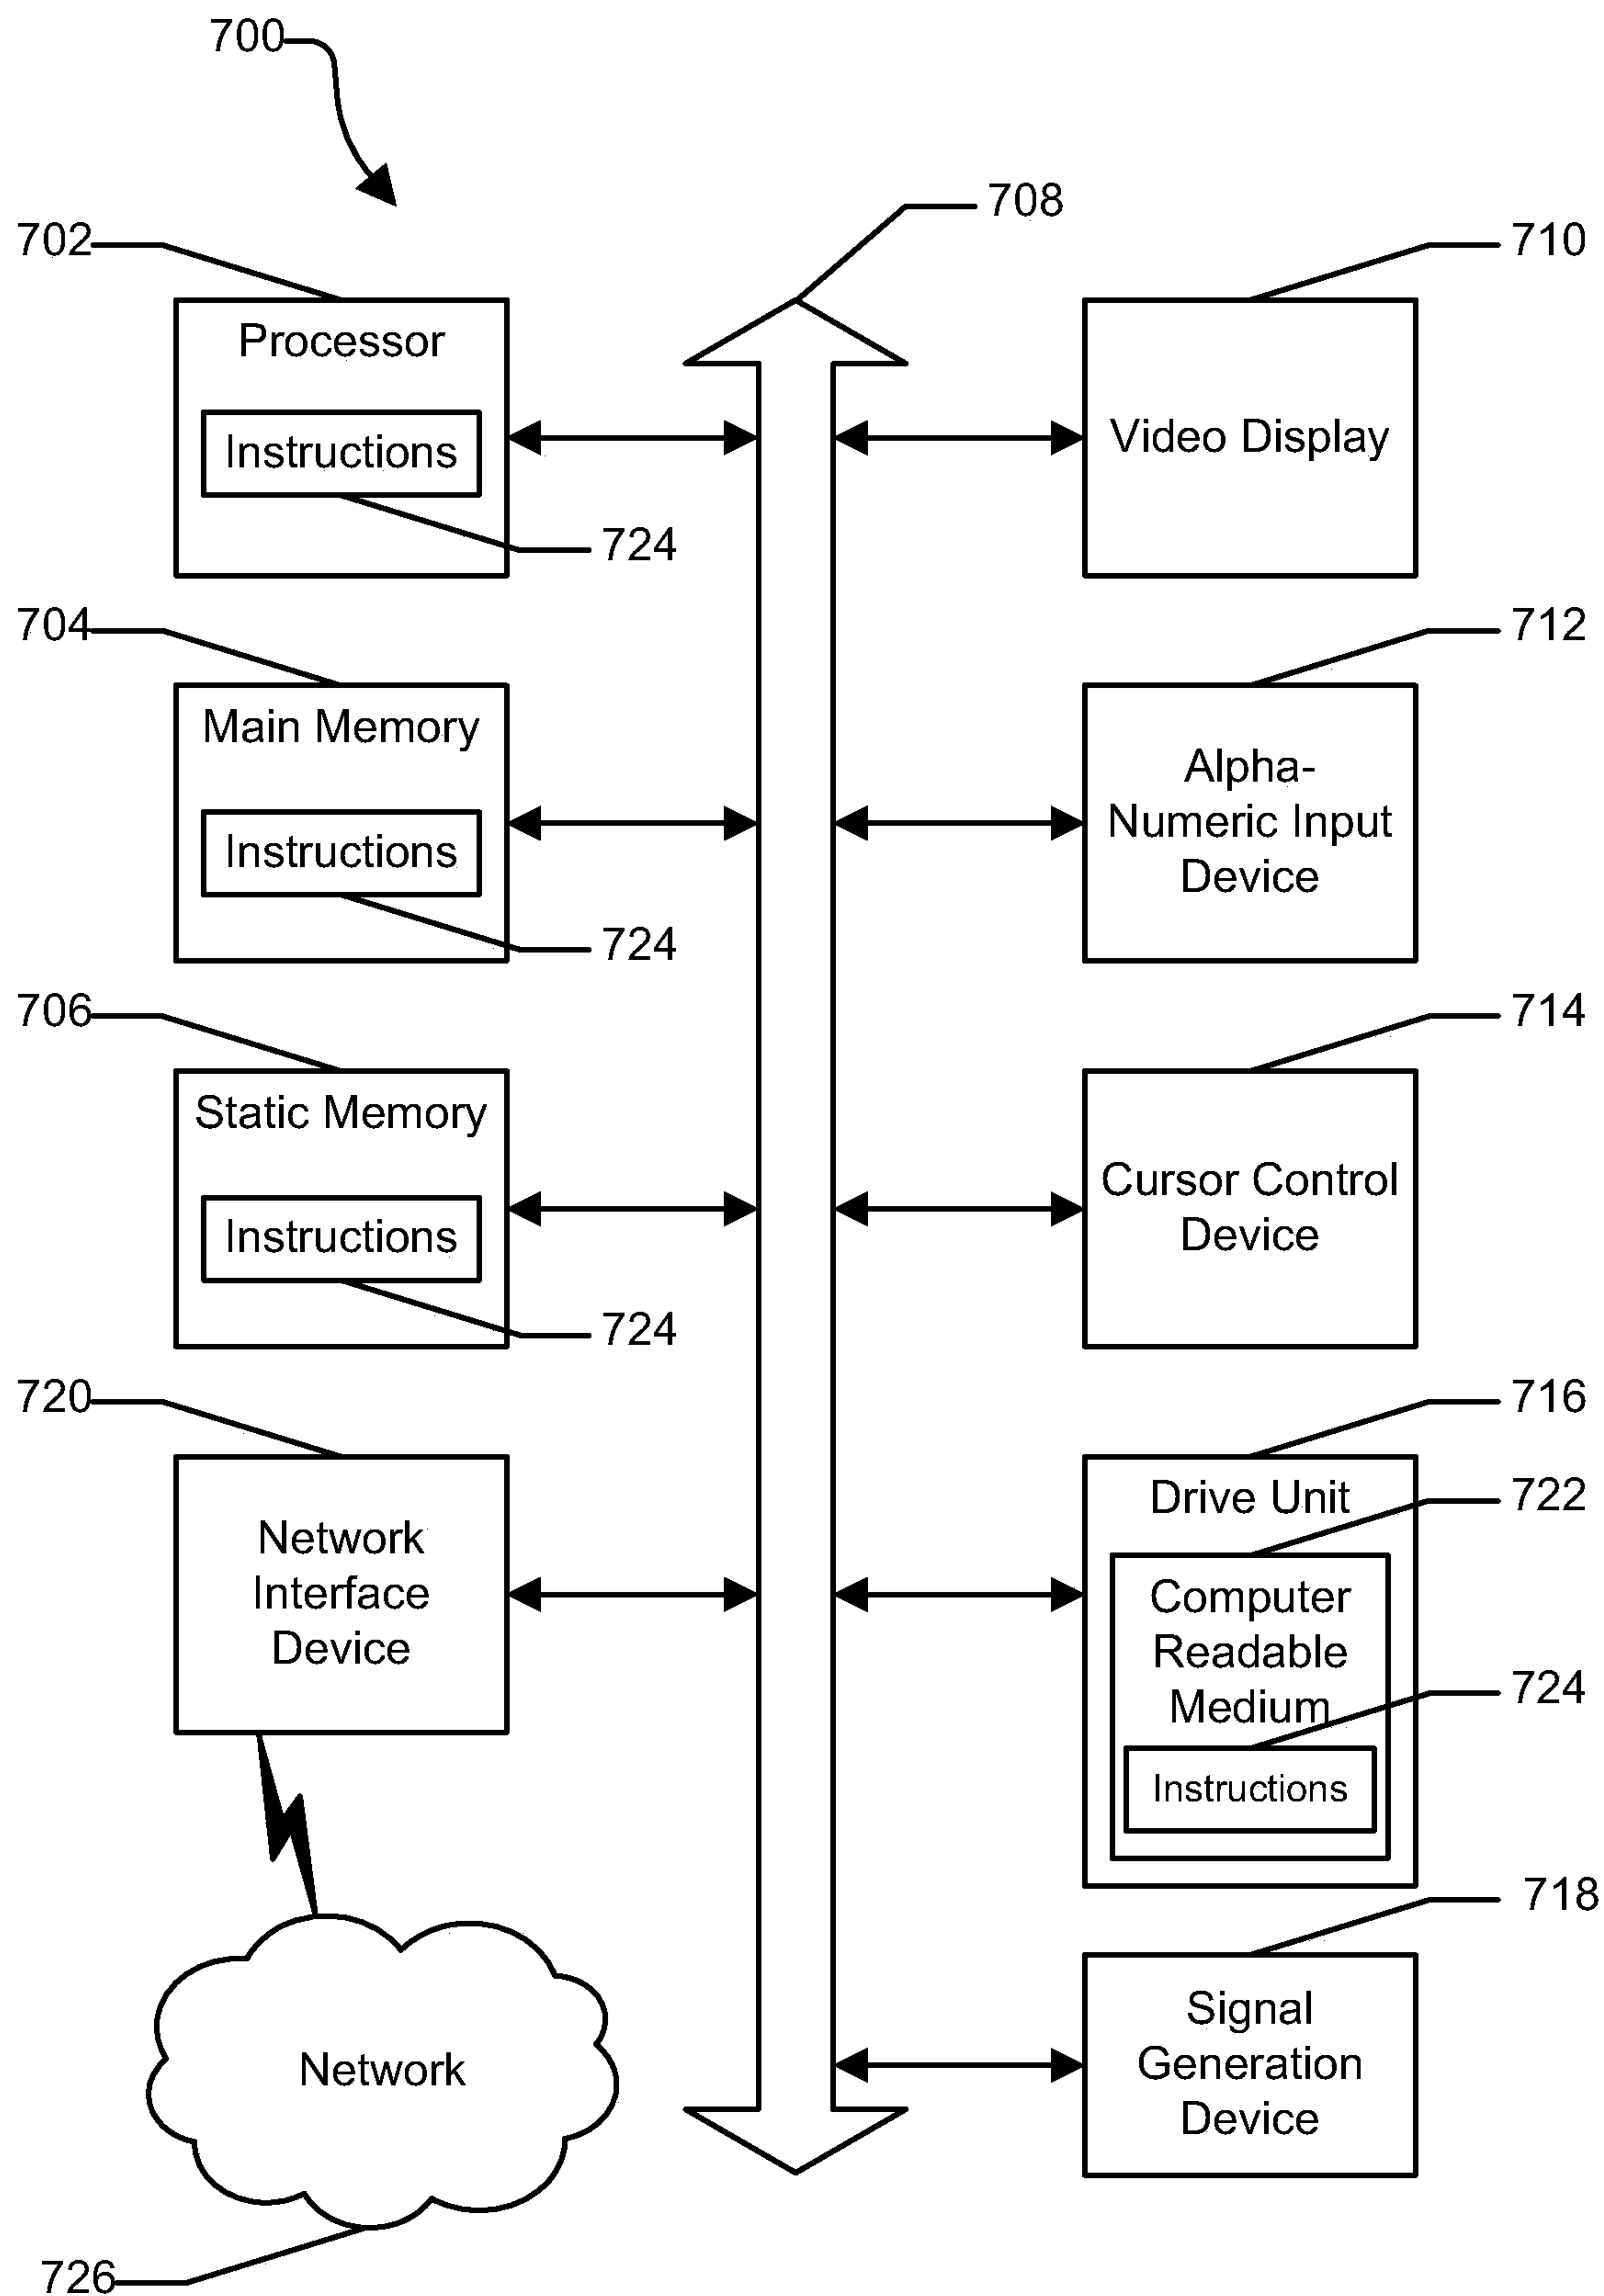 700
708
702
710
Processor
Instructions
Video Display
724
704
712
Main Memory
Alpha-
Numeric Input
Device
Instructions
724
706
714
Static Memory
Cursor Control
Device
Instructions
724
720
716
Network
Interface
Device
Drive Unit
722
Computer
Readable
Medium
724
Instructions
718
Signal
Generation
Device
Network
726